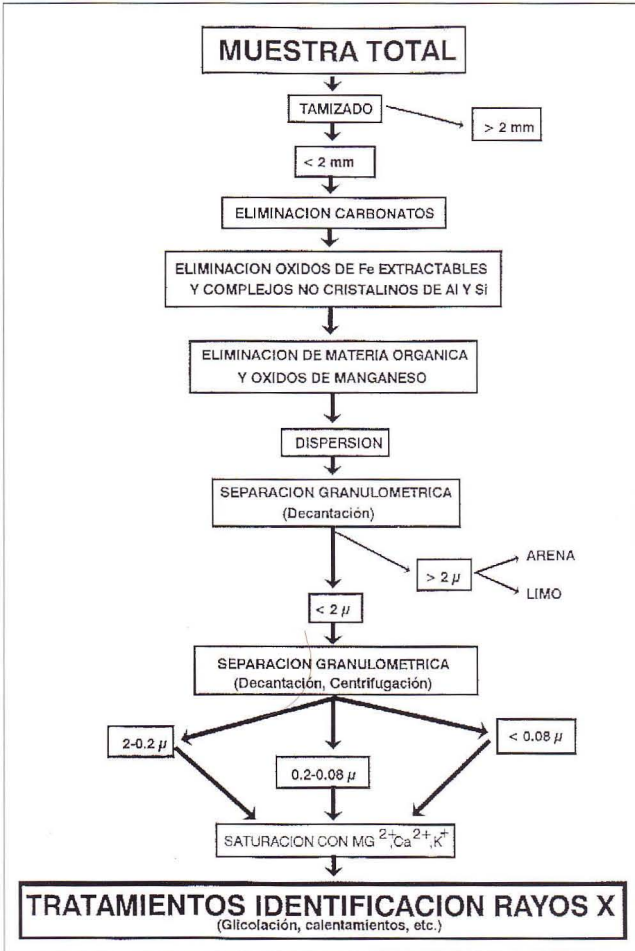 MUESTRA TOTAL
TAMIZADO
> 2 mm
< 2 mm
ELIMINACION CARBONATOS
ELIMINACION OXIDOS DE Fe EXTRACTABLES
Y COMPLEJOS NO CRISTALINOS DE Al Y Si
ELIMINACION DE MATERIA ORGANICA
Y OXIDOS DE MANGANESO
DISPERSION
SEPARACION GRANULOMETRICA
(Decantación)
> 2 µ
ARENA
LIMO
< 2 µ
SEPARACION GRANULOMETRICA
(Decantación, Centrifugación)
2-0.2 µ
0.2-0.08 µ
< 0.08 µ
SATURACION CON MG 2+,Ca2+,K+
TRATAMIENTOS IDENTIFICACION RAYOS X
(Glicolación, calentamientos, etc.)